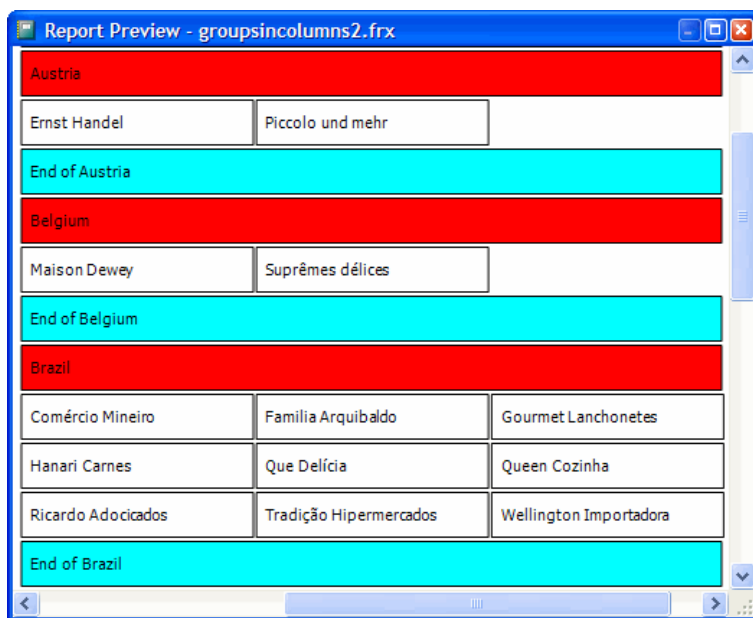 Report Preview - groupsincolumns2.frx
Austria
Ernst Handel Piccolo und mehr
End of Austria
Belgium
Maison Dewey Suprêmes délices
End of Belgium
Brazil
Comércio Mineiro Familia Arquibaldo Gourmet Lanchonetes
Hanari Carnes Que Delícia Queen Cozinha
Ricardo Adocicados Tradição Hipermercados Wellington Importadora
End of Brazil